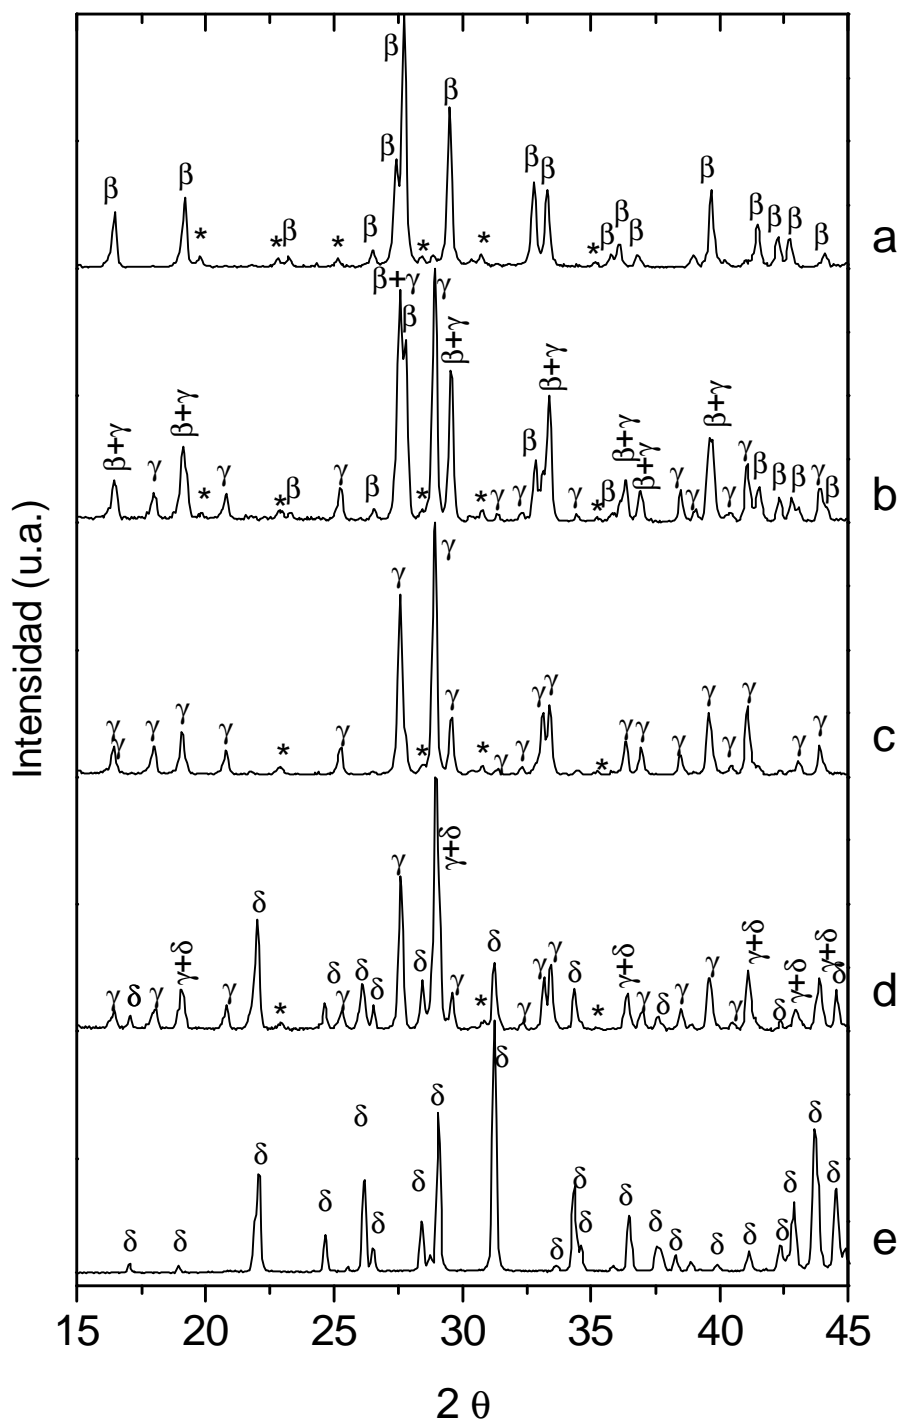 β β * * β * β β β * β * β β * β β β β β β β β
a
β+γ γ β+γ * γ * β γ β β+γ β * γ β+γ * γ γ β β+γ γ * β β+γ β+γ γ γ β+γ γ γ β β β γ β
b
γ γ γ γ γ * γ γ * γ γ * γ γ γ γ * γ γ γ γ γ γ γ γ
c
γ δ γ γ+δ γ δ * δ γ δ δ γ δ γ+δ γ * δ γ γ γ δ * γ+δ γ δ γ γ γ γ+δ δ γ+δ γ+δ δ
d
δ δ δ δ δ δ δ δ δ δ δ δ δ δ δ δ δ δ δ δ δ
e
Intensidad (u.a.)
15 20 25 30 35 40 45
2 θ